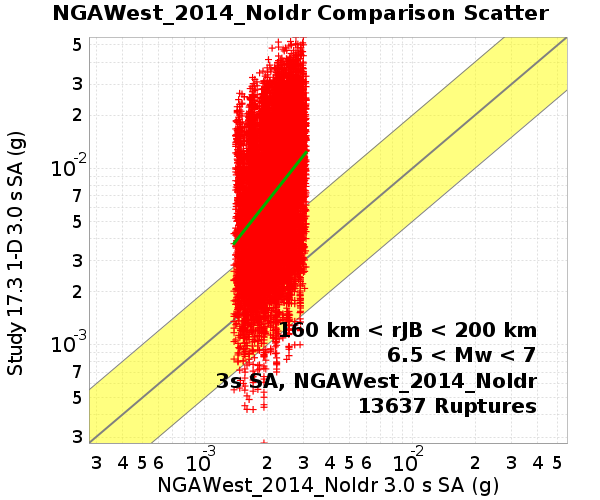 NGAWest_2014_NoIdr Comparison Scatter
Study 17.3 1-D 3.0 s SA (g)
5
3
2
10-2
7
5
3
2
10-3
7
5
3
160 km < rJB < 200 km
6.5 < Mw < 7
3s SA, NGAWest_2014_NoIdr
13637 Ruptures
3 4 5 6 10-3 2 3 4 5 6 10-2 2 3 4 5
NGAWest_2014_NoIdr 3.0 s SA (g)